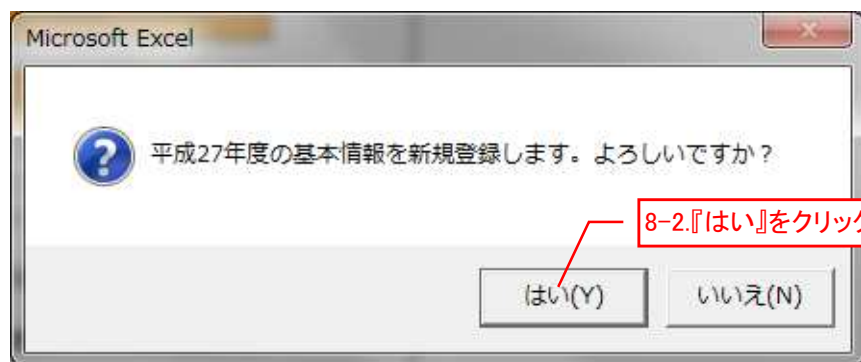 Microsoft Excel
平成27年度の基本情報を新規登録します。よろしいですか？
8-2.『はい』をクリック
はい(Y)
いいえ(N)